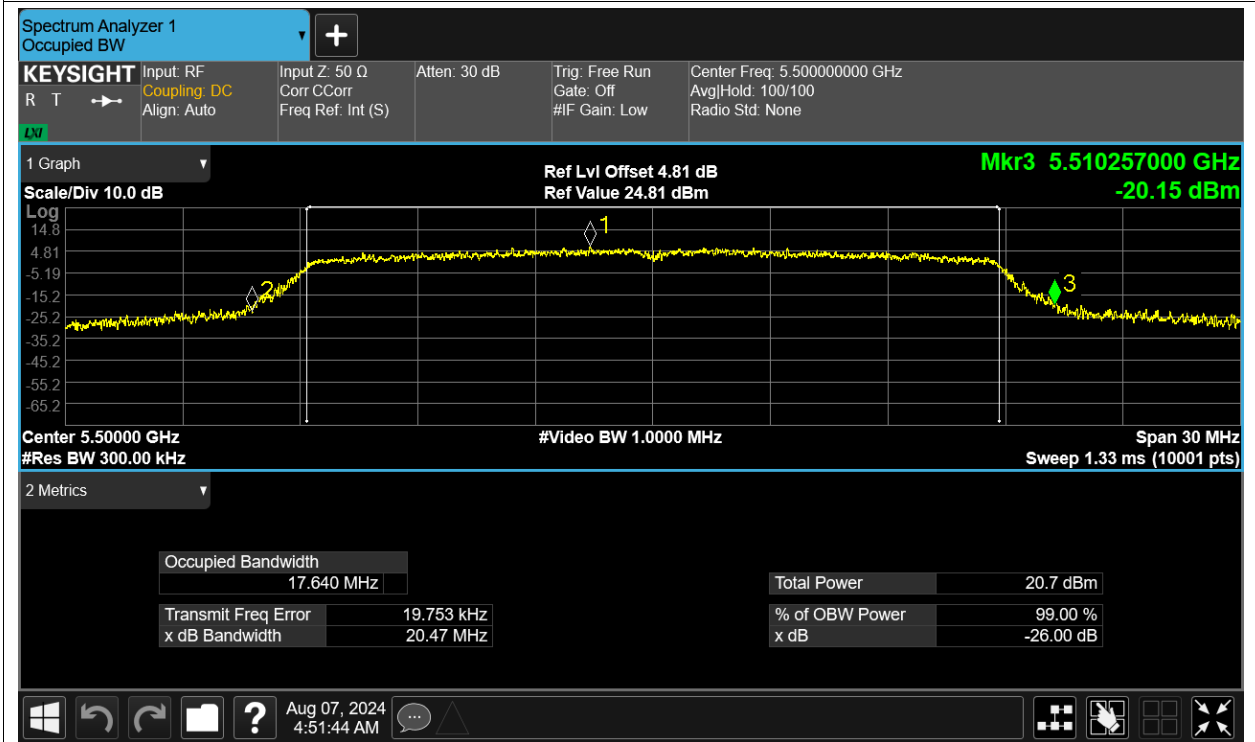 Spectrum Analyzer 1
Occupied BW
KEYSIGHT Input: RF Input Z: 50 Ω Atten: 30 dB Trig: Free Run Center Freq: 5.500000000 GHz
R T Coupling: DC Corr CCorr Gate: Off Avg|Hold: 100/100
Align: Auto Freq Ref: Int (S) #IF Gain: Low Radio Std: None
LXI
1 Graph Ref Lvl Offset 4.81 dB Mkr3 5.510257000 GHz
Scale/Div 10.0 dB Ref Value 24.81 dBm -20.15 dBm
Log
14.8
4.81
-5.19
-15.2
-25.2
-35.2
-45.2
-55.2
-65.2
1
2
3
Center 5.50000 GHz #Video BW 1.0000 MHz Span 30 MHz
#Res BW 300.00 kHz Sweep 1.33 ms (10001 pts)
2 Metrics
Occupied Bandwidth
17.640 MHz Total Power 20.7 dBm
Transmit Freq Error 19.753 kHz % of OBW Power 99.00 %
x dB Bandwidth 20.47 MHz x dB -26.00 dB
? Aug 07, 2024
4:51:44 AM